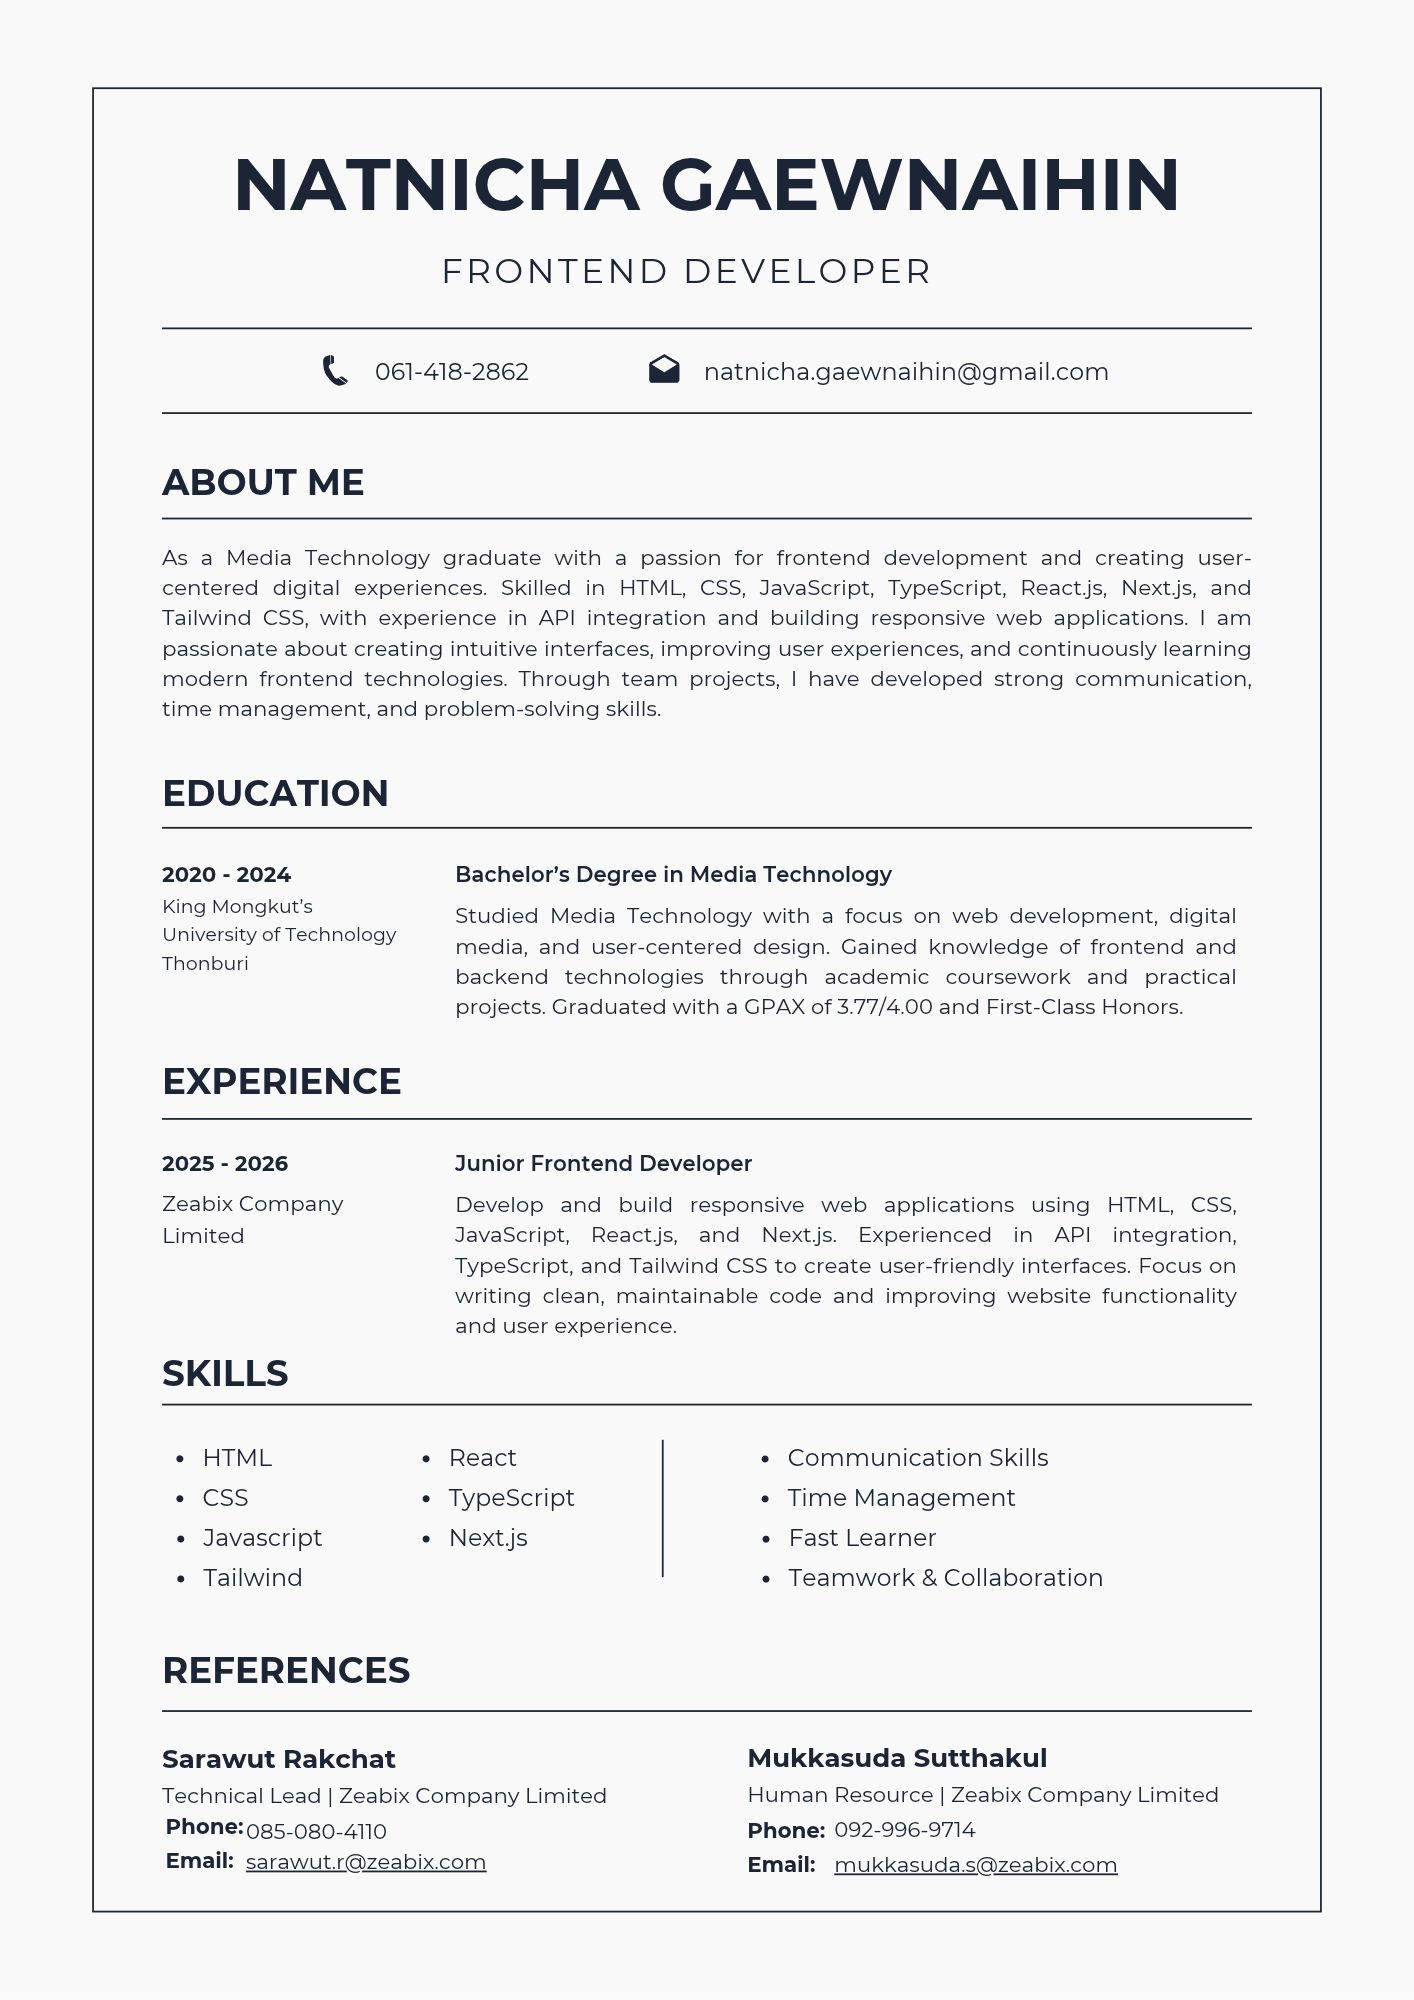 NATNICHA GAEWNAIHIN
FRONTEND DEVELOPER
061-418-2862
natnicha.gaewnaihin@gmail.com
ABOUT ME
As a Media Technology graduate with a passion for frontend development and creating user-
centered digital experiences. Skilled in HTML, CSS, JavaScript, TypeScript, React.js, Next.js, and
Tailwind CSS, with experience in API integration and building responsive web applications. I am
passionate about creating intuitive interfaces, improving user experiences, and continuously learning
modern frontend technologies. Through team projects, I have developed strong communication,
time management, and problem-solving skills.
EDUCATION
2020 - 2024
King Mongkut’s
University of Technology
Thonburi
Bachelor’s Degree in Media Technology
Studied Media Technology with a focus on web development, digital
media, and user-centered design. Gained knowledge of frontend and
backend technologies through academic coursework and practical
projects. Graduated with a GPAX of 3.77/4.00 and First-Class Honors.
EXPERIENCE
2025 - 2026
Zeabix Company
Limited
Junior Frontend Developer
Develop and build responsive web applications using HTML, CSS,
JavaScript, React.js, and Next.js. Experienced in API integration,
TypeScript, and Tailwind CSS to create user-friendly interfaces. Focus on
writing clean, maintainable code and improving website functionality
and user experience.
SKILLS
• HTML
• CSS
• Javascript
• Tailwind
• React
• TypeScript
• Next.js
• Communication Skills
• Time Management
• Fast Learner
• Teamwork & Collaboration
REFERENCES
Sarawut Rakchat
Technical Lead | Zeabix Company Limited
Phone: 085-080-4110
Email: sarawut.r@zeabix.com
Mukkasuda Sutthakul
Human Resource | Zeabix Company Limited
Phone: 092-996-9714
Email: mukkasuda.s@zeabix.com